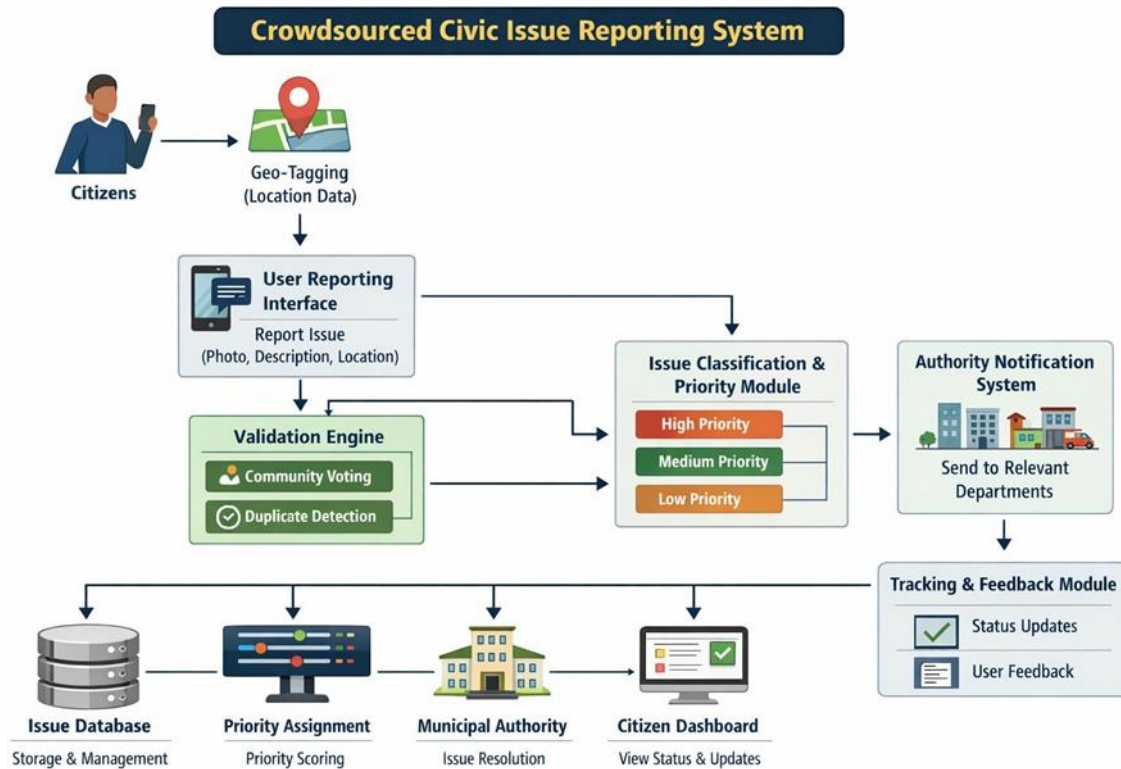 Crowdsourced Civic Issue Reporting System
Citizens
Geo-Tagging
(Location Data)
User Reporting
Interface
Report Issue
(Photo, Description, Location)
Validation Engine
Community Voting
Duplicate Detection
Issue Classification &
Priority Module
High Priority
Medium Priority
Low Priority
Authority Notification
System
Send to Relevant
Departments
Tracking & Feedback Module
Status Updates
User Feedback
Issue Database
Storage & Management
Priority Assignment
Priority Scoring
Municipal Authority
Issue Resolution
Citizen Dashboard
View Status & Updates